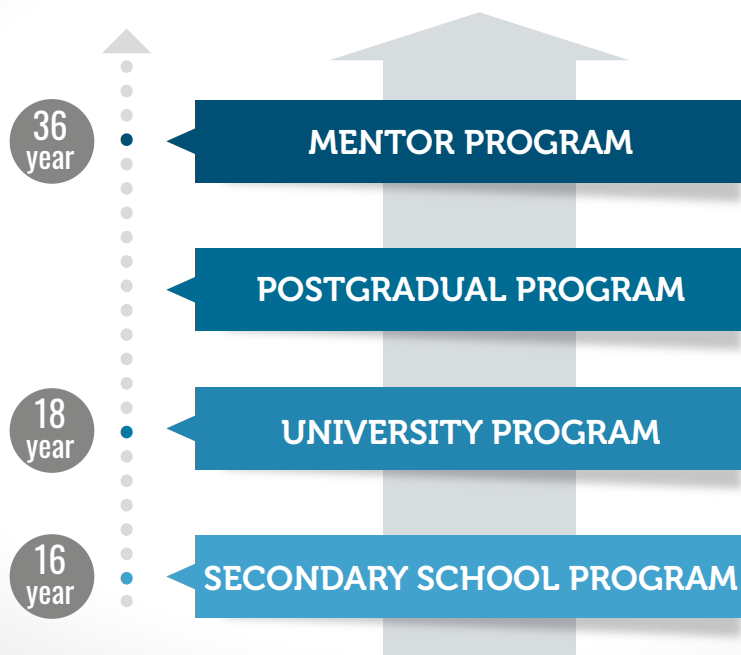 36
year
MENTOR PROGRAM
POSTGRADUAL PROGRAM
18
year
UNIVERSITY PROGRAM
16
year
SECONDARY SCHOOL PROGRAM